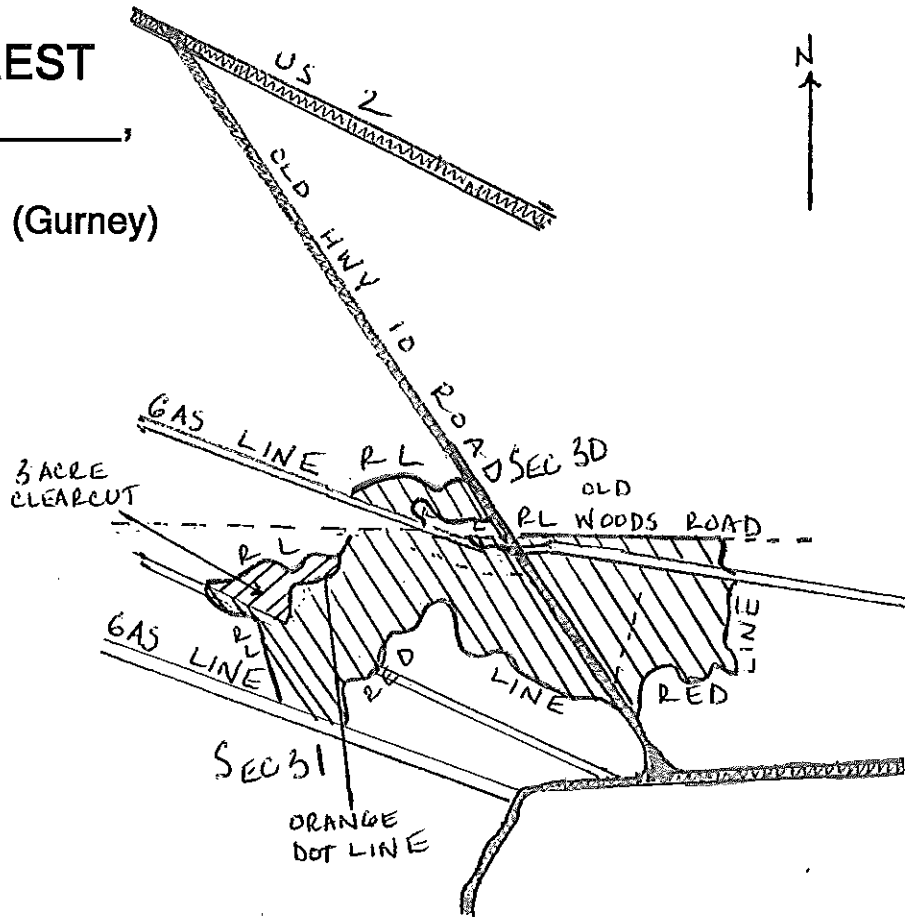 EST
,
(Gurney)
N
US 2
OLD HWY 10 ROAD
GAS LINE
RL
SEC 30
OLD
RL WOODS ROAD
3 ACRE
CLEARCUT
RL
RL
RL
LINE
GAS LINE
RED LINE
RED
SEC 31
ORANGE
DOT LINE